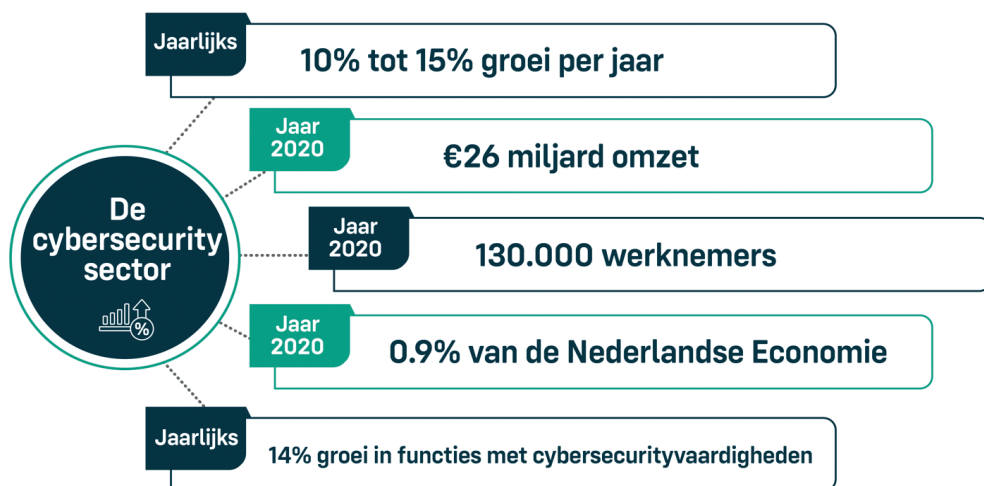 Jaarlijks
10% tot 15% groei per jaar
Jaar
2020
€26 miljard omzet
De
cybersecurity
sector
%
Jaar
2020
130.000 werknemers
Jaar
2020
0.9% van de Nederlandse Economie
Jaarlijks
14% groei in functies met cybersecurityvaardigheden